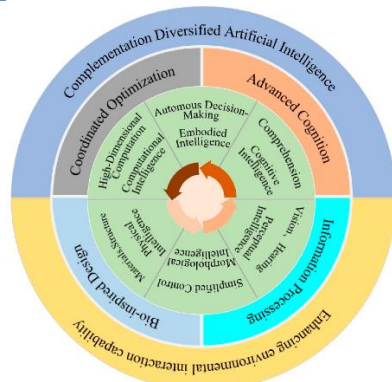 Complementation Diversified Artificial Intelligence
Coordinated Optimization
Advanced Cognition
Automous Decision-
Making
Embodied Intelligence
High-Dimensional
Computation
Computational
Intelligence
Comprehension
Cognitive
Intelligence
Materials,Structure
Physical
Intelligence
Vision, Hearing
Perceptual
Intelligence
Morphological
Intelligence
Simplified Control
Bio-inspired Design
Information Processing
Enhancing environmental interaction capability